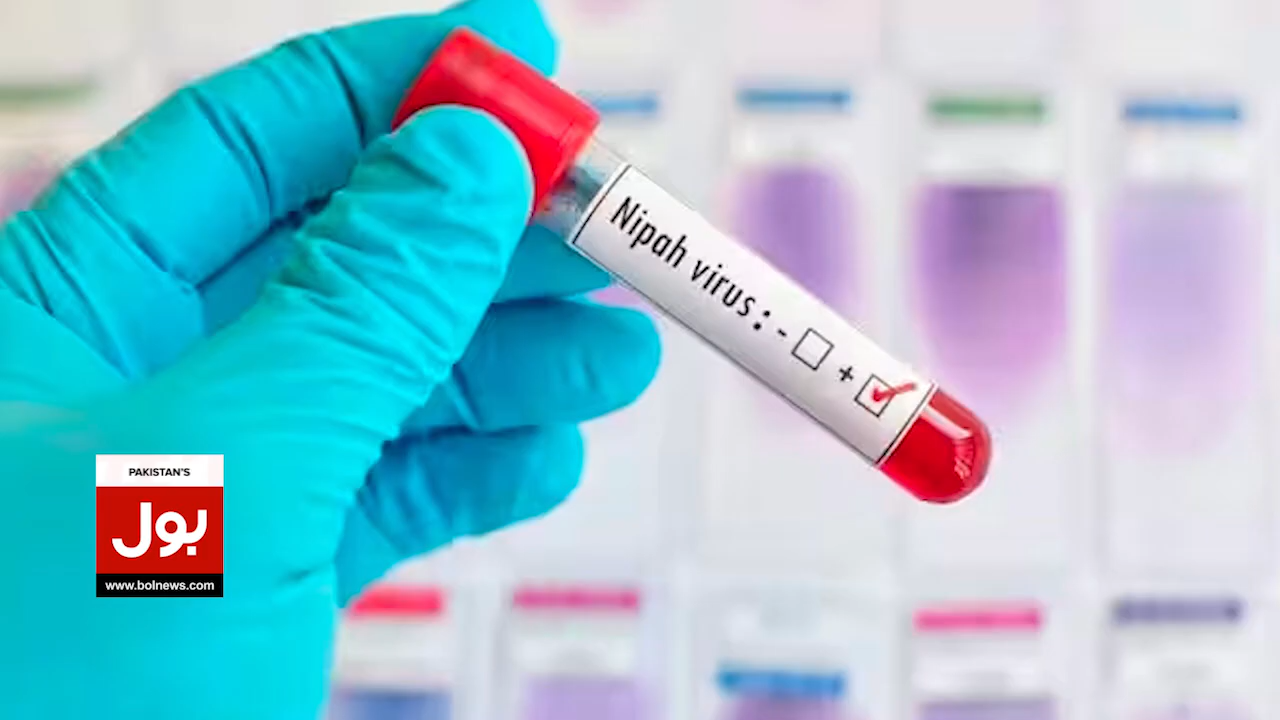 Nipah virus : - ☐ + ☑
PAKISTAN'S
بول
www.bolnews.com